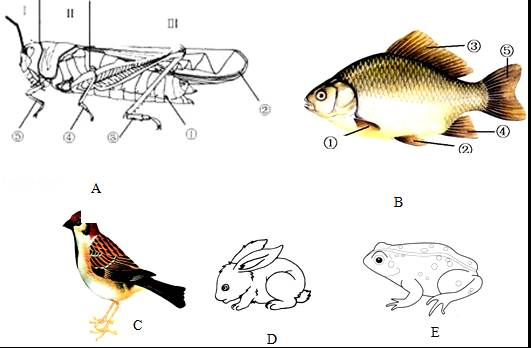 I II III
③
⑤
②
⑤ ④ ③ ①
① ② ④
A
B
C
D
E